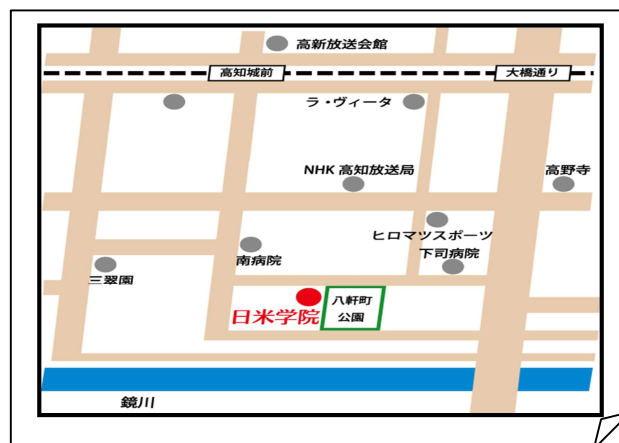 高新放送会館
高知城前
大橋通り
ラ・ヴィータ
NHK 高知放送局
高野寺
ヒロマツスポーツ
下司病院
南病院
三翠園
日米学院
八軒町
公園
鏡川